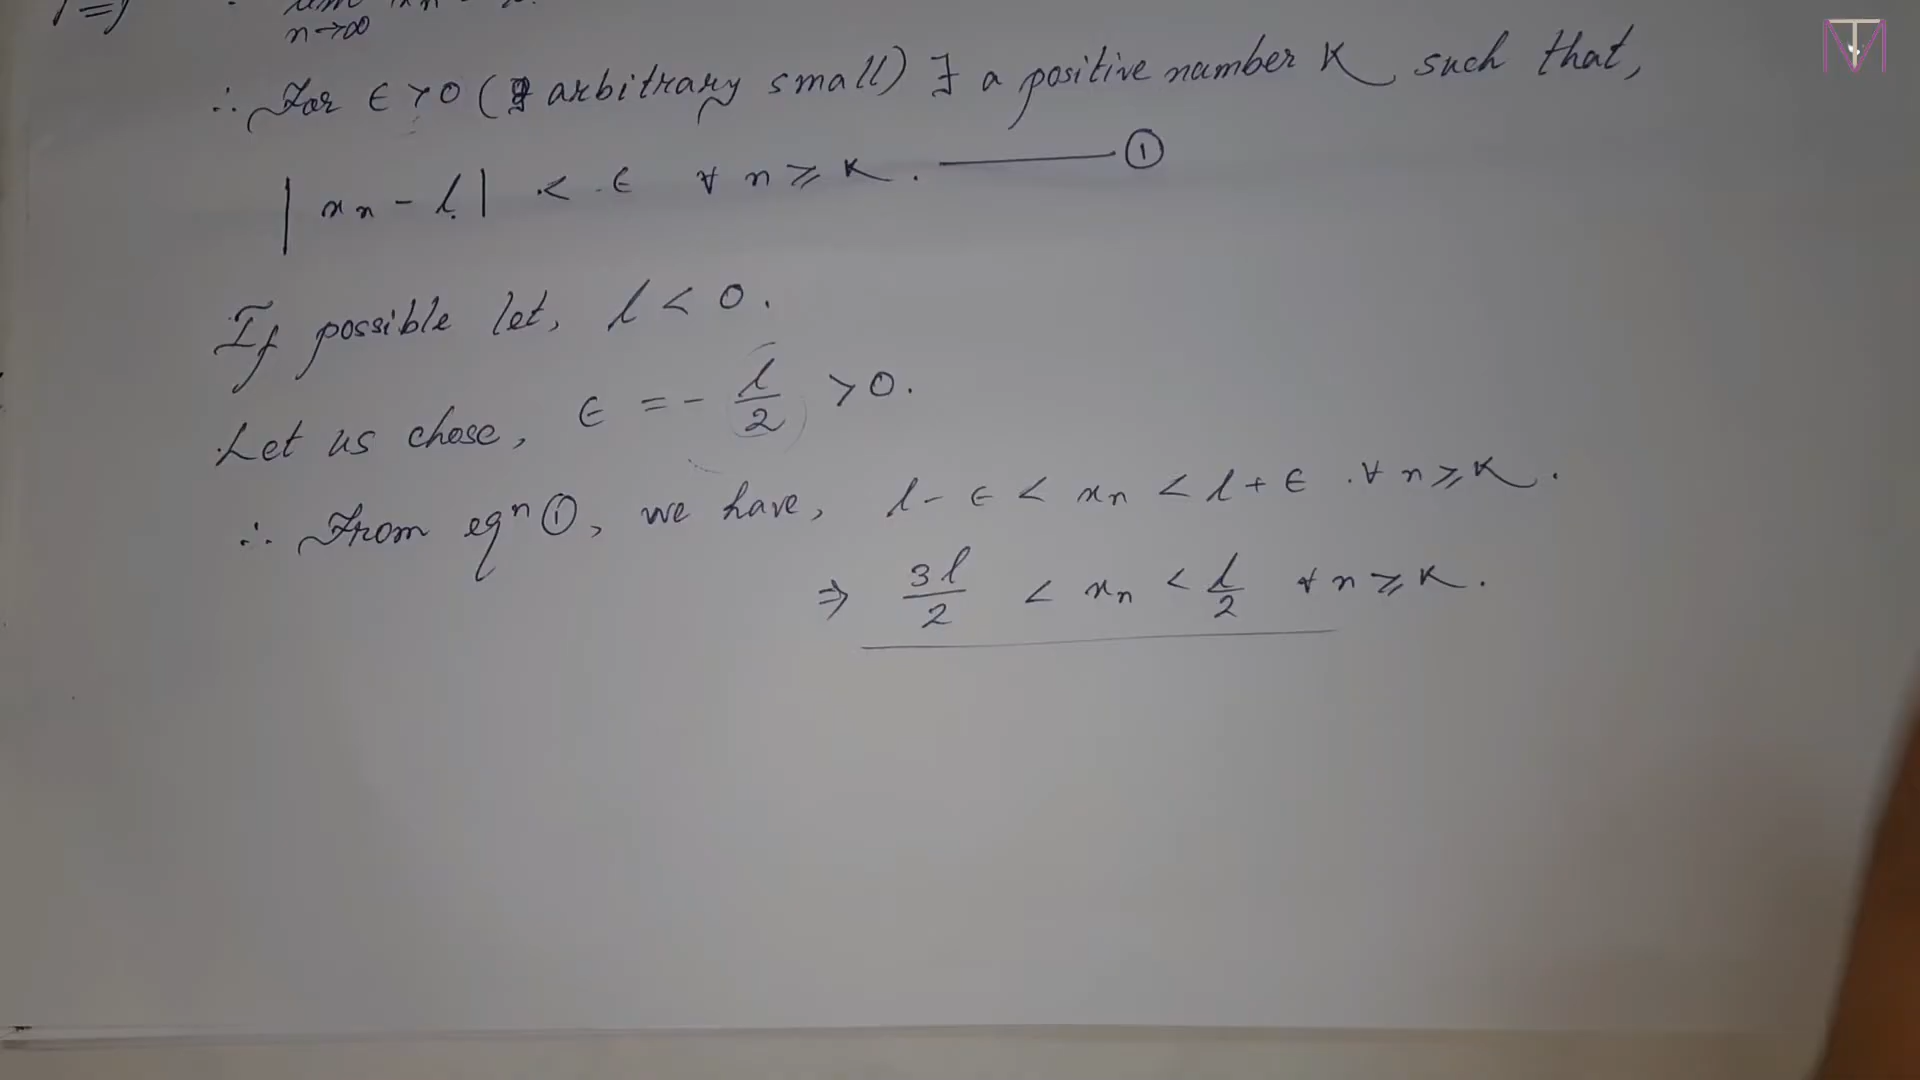 n→∞
∴ For ε > 0 (arbitrary small) ∃ a positive number K such that,
| xn - l | < ε ∀ n ≥ K. ——— ①
If possible let, l < 0.
Let us chose, ε = - l/2 > 0.
∴ From eqn ①, we have, l - ε < xn < l + ε ∀ n ≥ K.
⇒ 3l/2 < xn < l/2 ∀ n ≥ K.